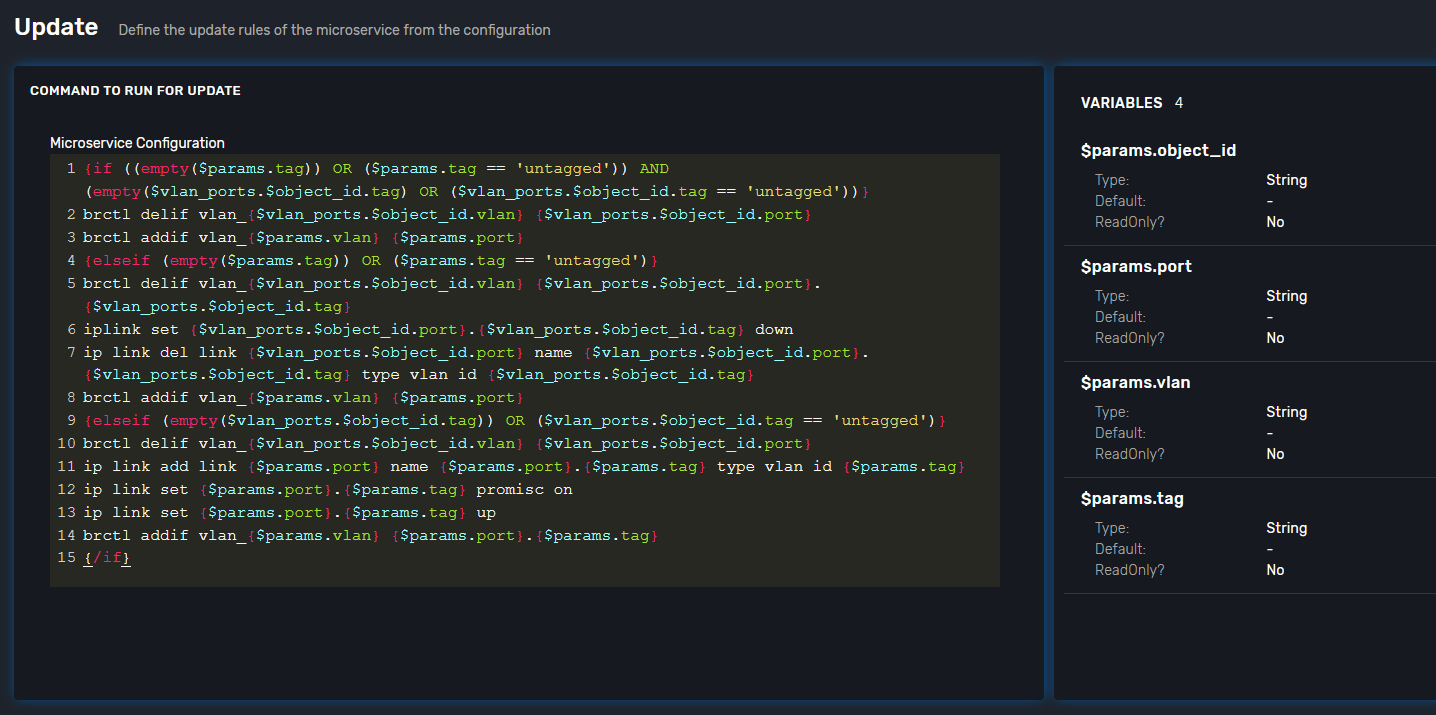 Update Define the update rules of the microservice from the configuration
COMMAND TO RUN FOR UPDATE
Microservice Configuration
1 {if ((empty($params.tag)) OR ($params.tag == 'untagged')) AND
(empty($vlan_ports.$object_id.tag) OR ($vlan_ports.$object_id.tag == 'untagged'))}
2 brctl delif vlan_{$vlan_ports.$object_id.vlan} {$vlan_ports.$object_id.port}
3 brctl addif vlan_{$params.vlan} {$params.port}
4 {elseif (empty($params.tag)) OR ($params.tag == 'untagged')}
5 brctl delif vlan_{$vlan_ports.$object_id.vlan} {$vlan_ports.$object_id.port}.
{$vlan_ports.$object_id.tag}
6 iplink set {$vlan_ports.$object_id.port}.{$vlan_ports.$object_id.tag} down
7 ip link del link {$vlan_ports.$object_id.port} name {$vlan_ports.$object_id.port}.
{$vlan_ports.$object_id.tag} type vlan id {$vlan_ports.$object_id.tag}
8 brctl addif vlan_{$params.vlan} {$params.port}
9 {elseif (empty($vlan_ports.$object_id.tag)) OR ($vlan_ports.$object_id.tag == 'untagged')}
10 brctl delif vlan_{$vlan_ports.$object_id.vlan} {$vlan_ports.$object_id.port}
11 ip link add link {$params.port} name {$params.port}.{$params.tag} type vlan id {$params.tag}
12 ip link set {$params.port}.{$params.tag} promisc on
13 ip link set {$params.port}.{$params.tag} up
14 brctl addif vlan_{$params.vlan} {$params.port}.{$params.tag}
15 {/if}
VARIABLES 4
$params.object_id
Type: String
Default: -
ReadOnly? No
$params.port
Type: String
Default: -
ReadOnly? No
$params.vlan
Type: String
Default: -
ReadOnly? No
$params.tag
Type: String
Default: -
ReadOnly? No